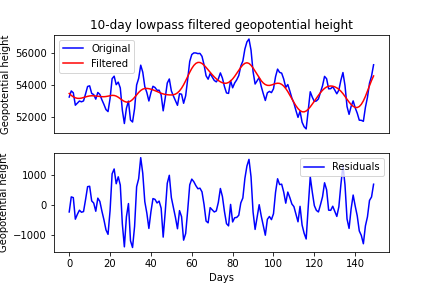 10-day lowpass filtered geopotential height
Geopotential height
56000
54000
52000
Original
Filtered
Geopotential height
1000
0
−1000
Residuals
0 20 40 60 80 100 120 140
Days